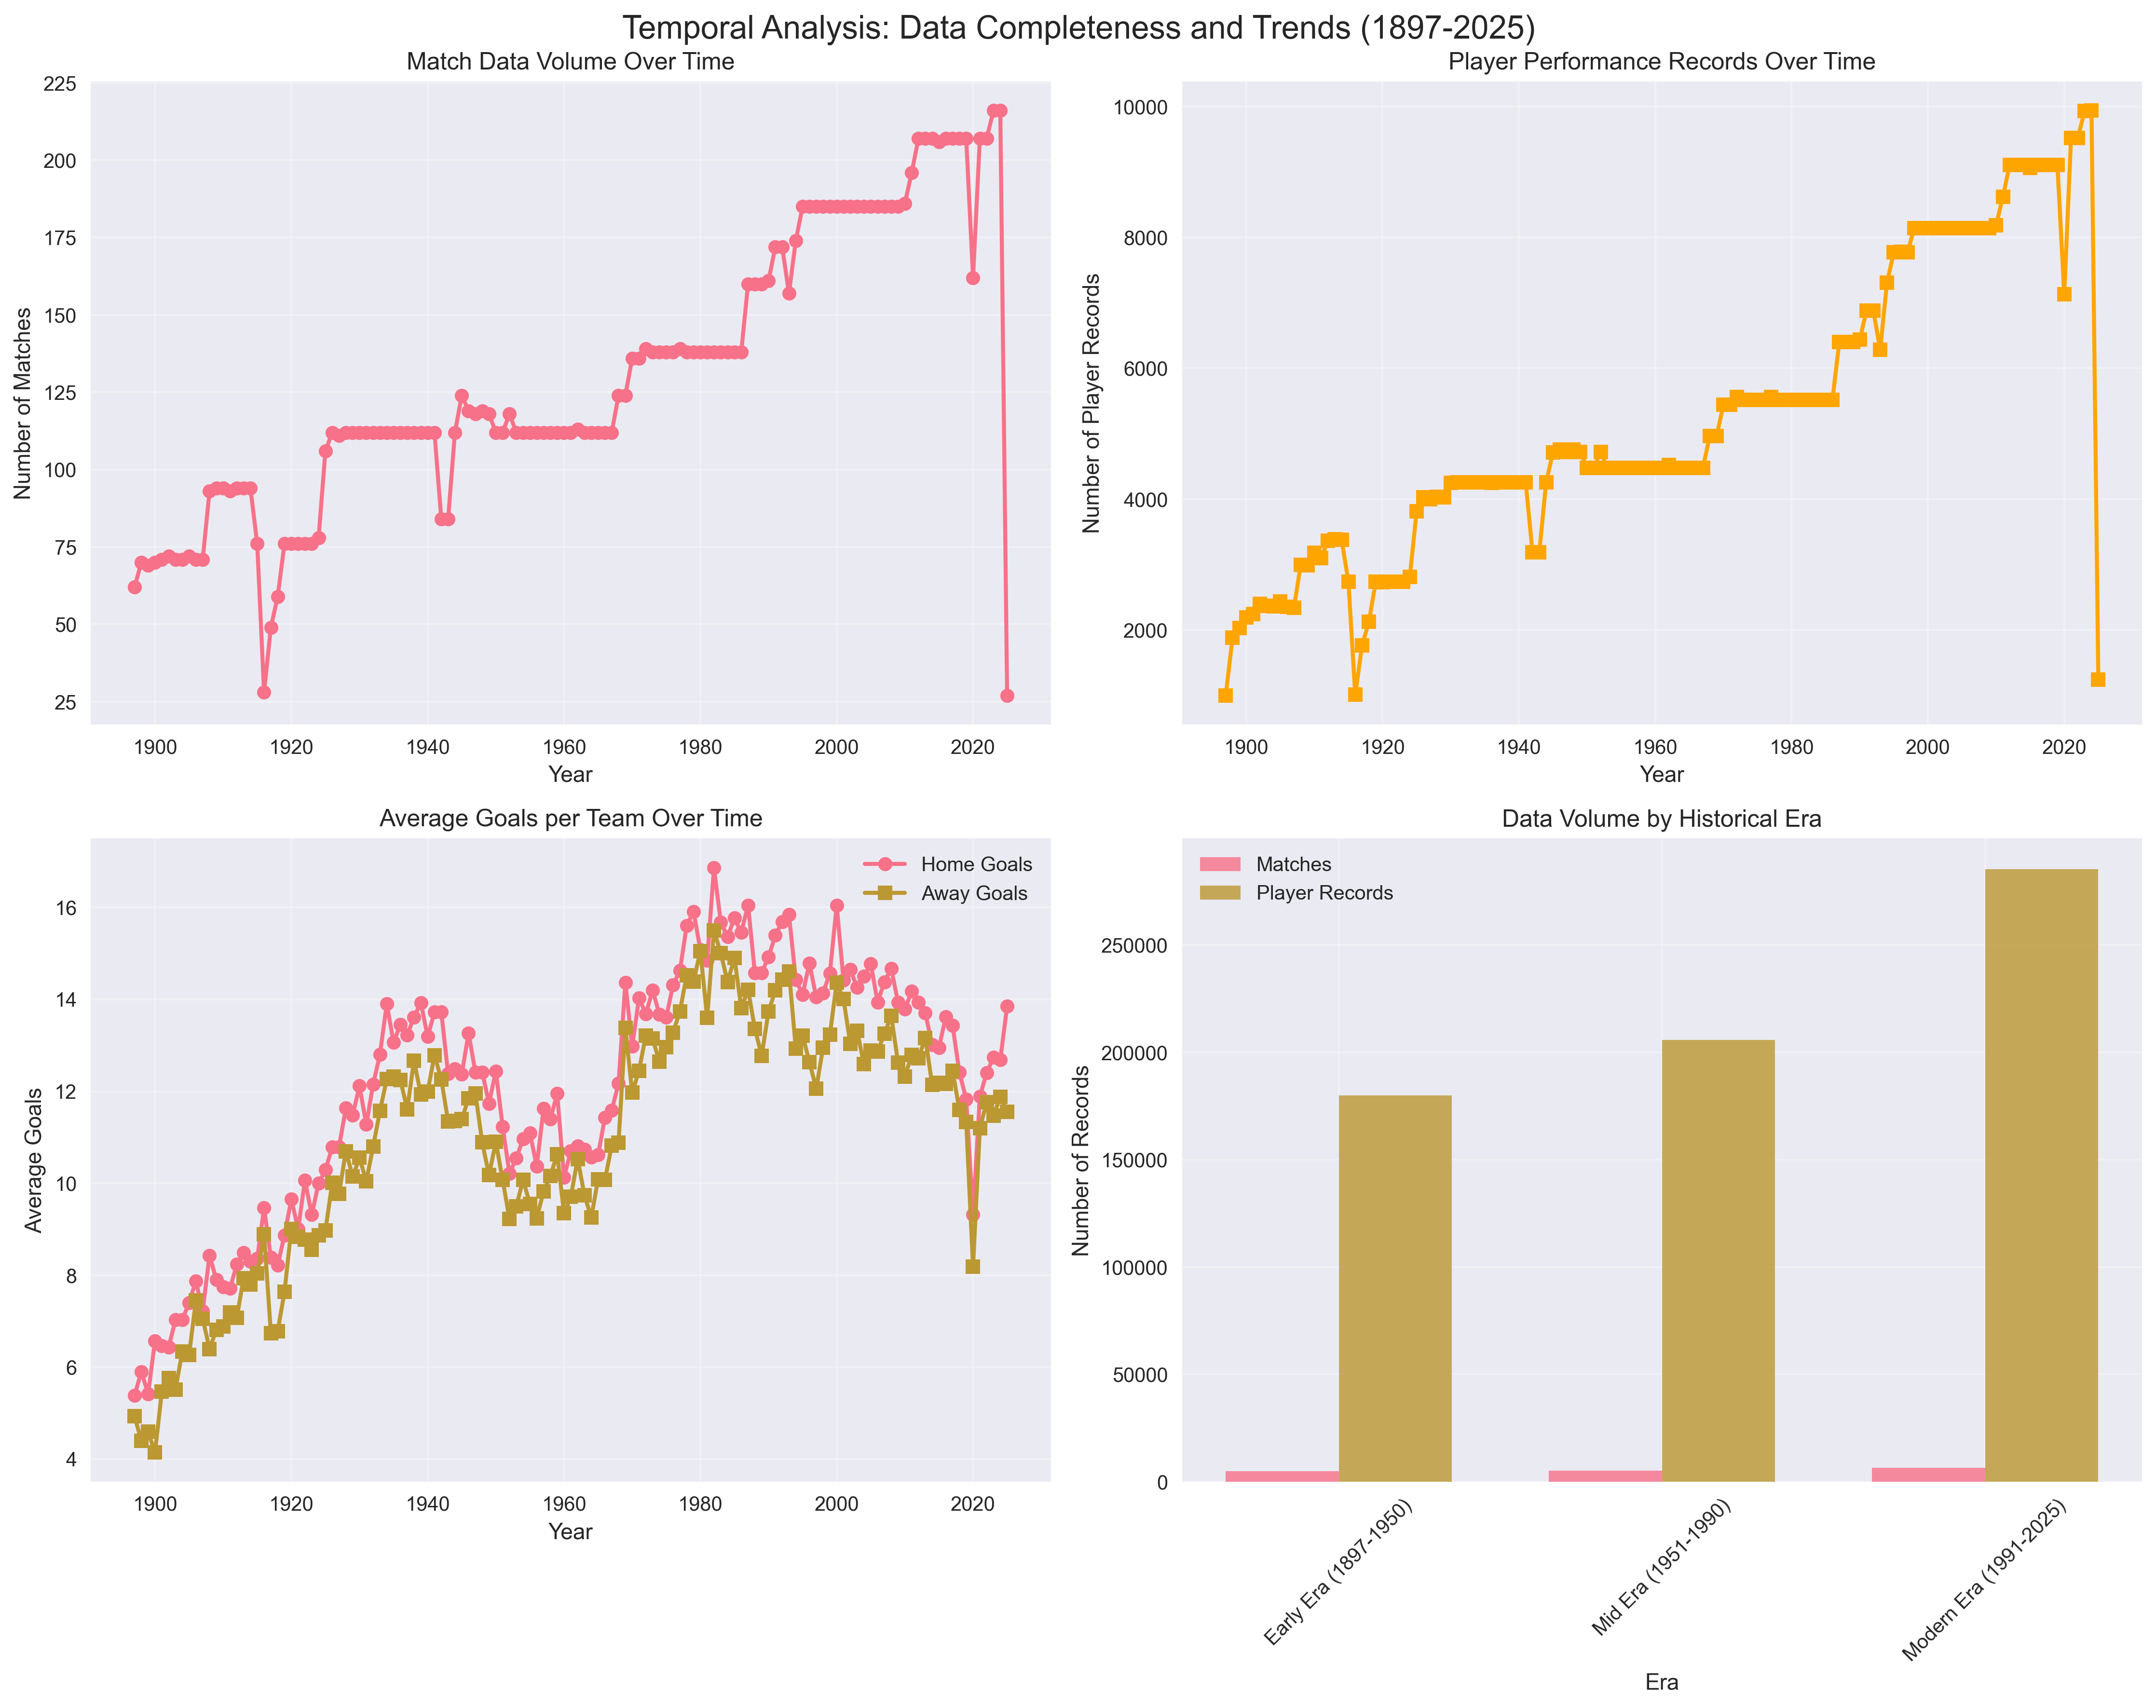 Temporal Analysis: Data Completeness and Trends (1897-2025)
Match Data Volume Over Time
Number of Matches
225
200
175
150
125
100
75
50
25
1900
1920
1940
1960
1980
2000
2020
Year
Player Performance Records Over Time
Number of Player Records
10000
8000
6000
4000
2000
1900
1920
1940
1960
1980
2000
2020
Year
Average Goals per Team Over Time
Home Goals
Away Goals
Average Goals
16
14
12
10
8
6
4
1900
1920
1940
1960
1980
2000
2020
Year
Data Volume by Historical Era
Matches
Player Records
Number of Records
250000
200000
150000
100000
50000
0
Early Era (1897-1950)
Mid Era (1951-1990)
Modern Era (1991-2025)
Era